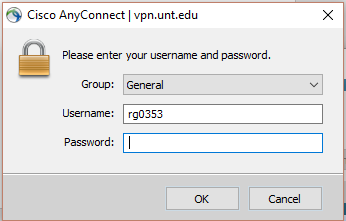 Cisco AnyConnect | vpn.unt.edu
Please enter your username and password.
Group: General
Username: rg0353
Password:
OK Cancel